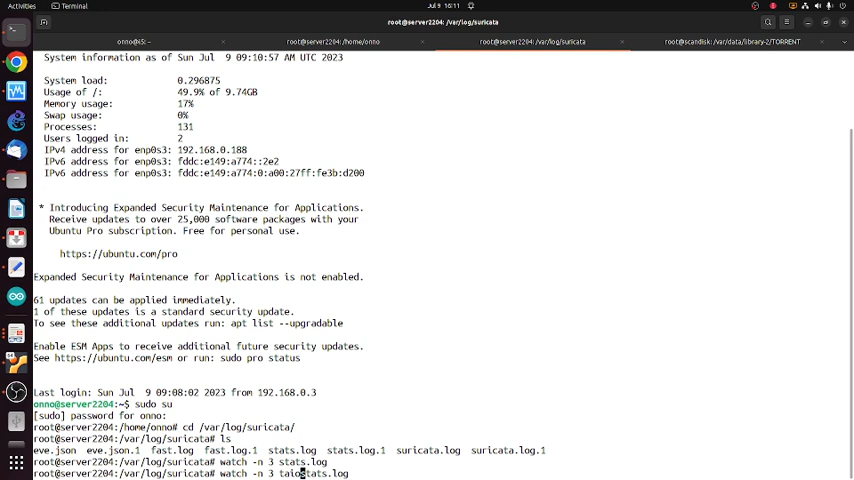 Activities
Terminal
Jul 9 16:11
root@server2204: /var/log/suricata
onno@i5: ~
root@server2204: /home/onno
root@server2204: /var/log/suricata
root@scandisk: /var/data/library-2/TORRENT
System information as of Sun Jul  9 09:10:57 AM UTC 2023
System load: 0.296875
Usage of /: 49.9% of 9.74GB
Memory usage: 17%
Swap usage: 0%
Processes: 131
Users logged in: 2
IPv4 address for enp0s3: 192.168.0.188
IPv6 address for enp0s3: fddc:e149:a774::2e2
IPv6 address for enp0s3: fddc:e149:a774:0:a00:27ff:fe3b:d200
* Introducing Expanded Security Maintenance for Applications.
Receive updates to over 25,000 software packages with your
Ubuntu Pro subscription. Free for personal use.
https://ubuntu.com/pro
Expanded Security Maintenance for Applications is not enabled.
61 updates can be applied immediately.
1 of these updates is a standard security update.
To see these additional updates run: apt list --upgradable
Enable ESM Apps to receive additional future security updates.
See https://ubuntu.com/esm or run: sudo pro status
Last login: Sun Jul  9 09:08:02 2023 from 192.168.0.3
onno@server2204:~$ sudo su
[sudo] password for onno:
root@server2204:/home/onno# cd /var/log/suricata/
root@server2204:/var/log/suricata# ls
eve.json  eve.json.1  fast.log  fast.log.1  stats.log  stats.log.1  suricata.log  suricata.log.1
root@server2204:/var/log/suricata# watch -n 3 stats.log
root@server2204:/var/log/suricata# watch -n 3 taiostats.log